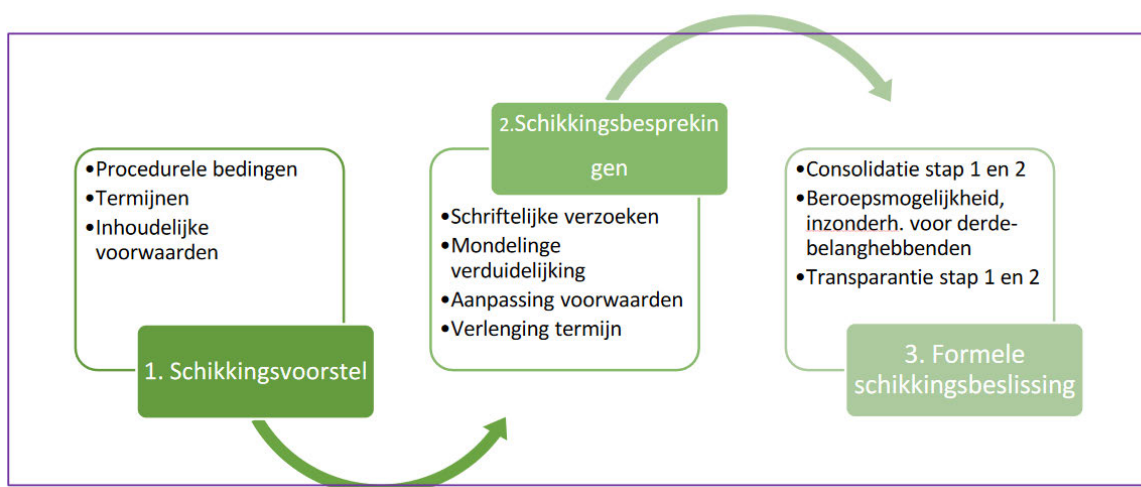 •Procedurele bedingen
•Termijnen
•Inhoudelijke
voorwaarden
1. Schikkingsvoorstel
2.Schikkingsbesprekin
gen
•Schriftelijke verzoeken
•Mondelinge
verduidelijking
•Aanpassing voorwaarden
•Verlenging termijn
•Consolidatie stap 1 en 2
•Beroepsmogelijkheid,
inzonderh. voor derde-
belanghebbenden
•Transparantie stap 1 en 2
3. Formele
schikkingsbeslissing